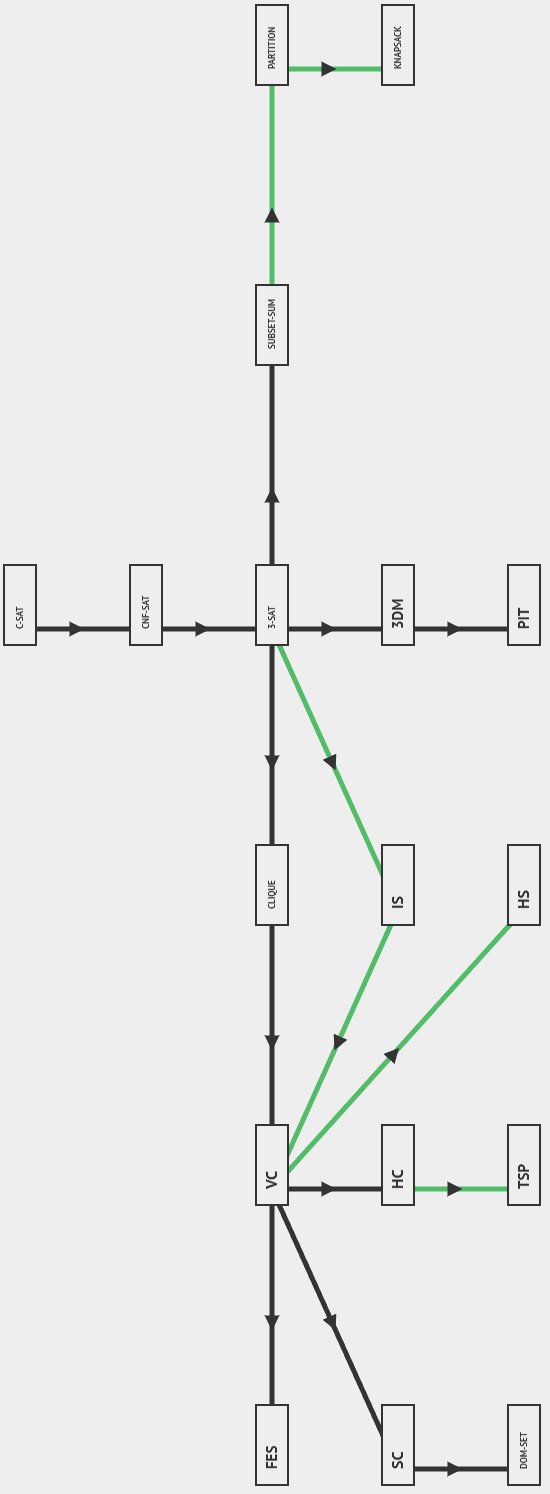 PARTITION
KNAPSACK
SUBSET-SUM
C-SAT
CNF-SAT
3-SAT
3DM
PIT
CLIQUE
IS
HS
VC
HC
TSP
FES
SC
DOM-SET